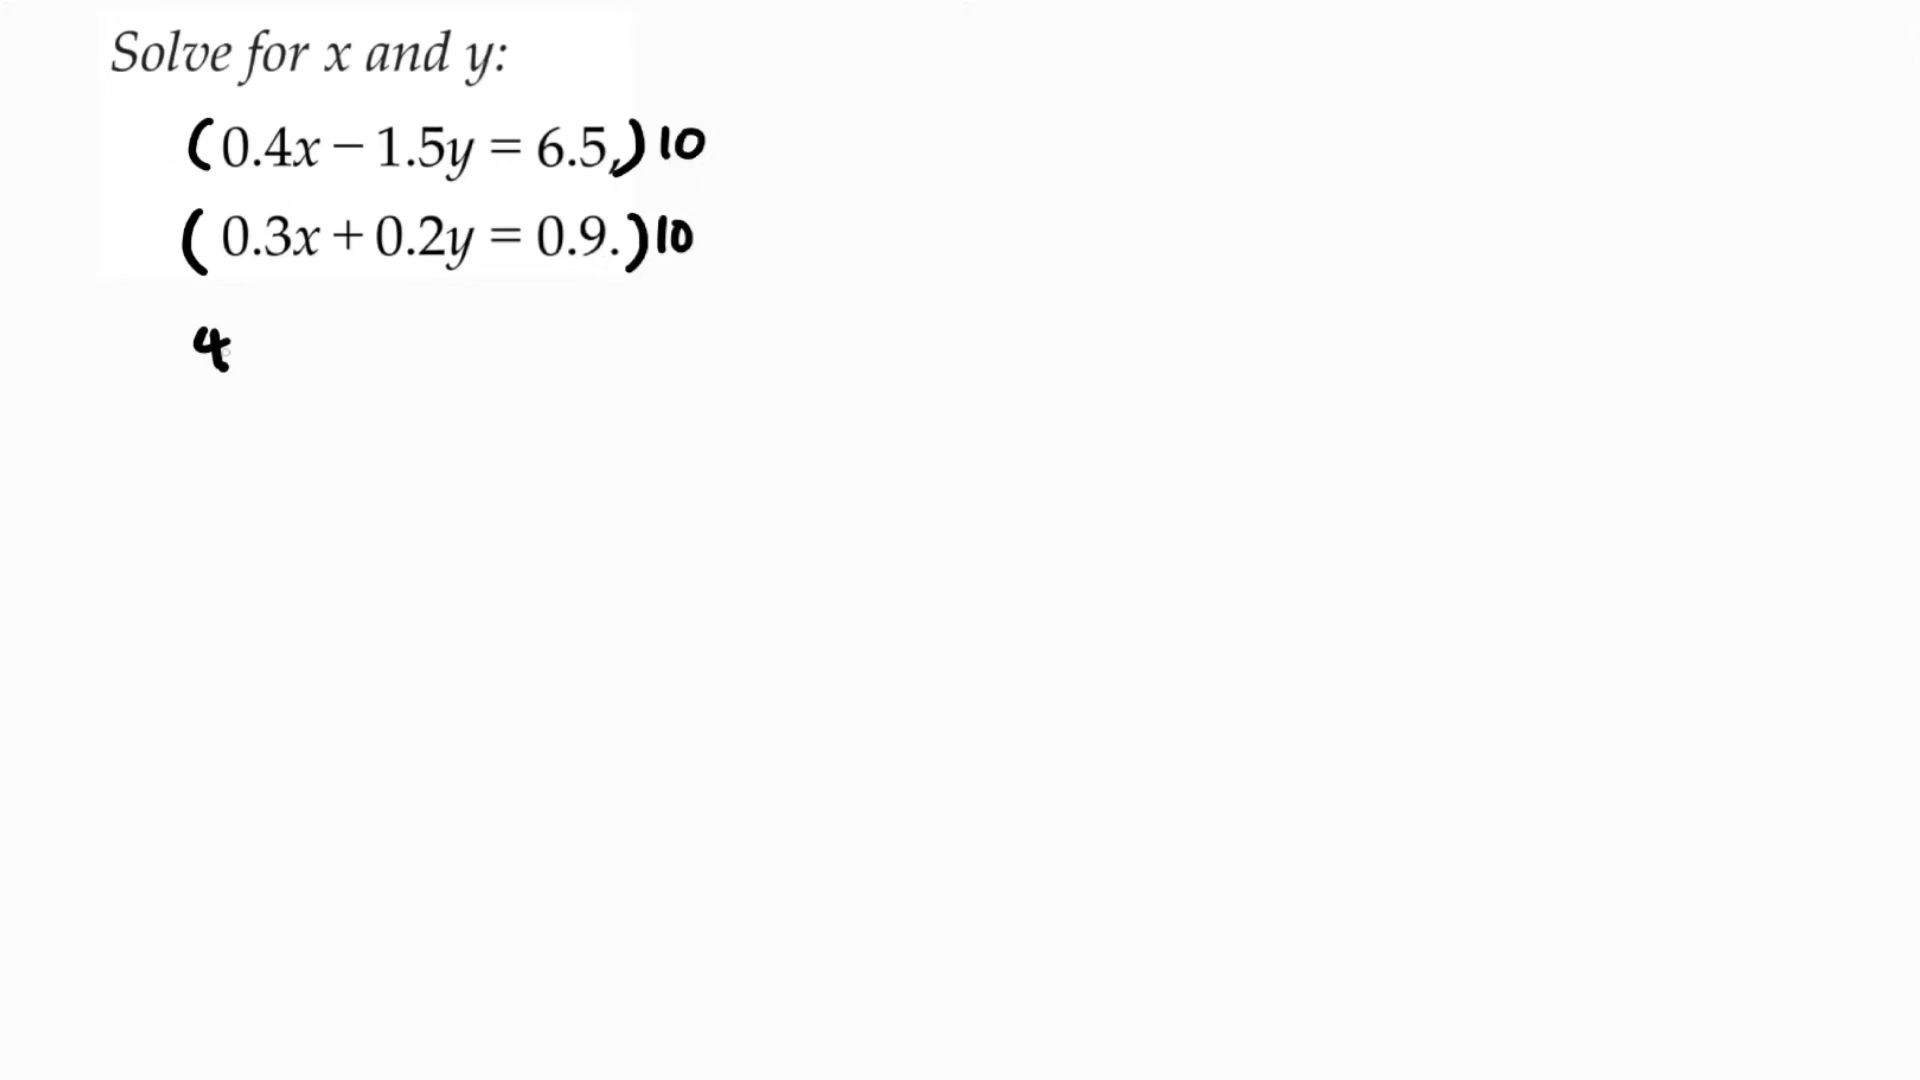 Solve for x and y:
(0.4x − 1.5y = 6.5,)10
(0.3x + 0.2y = 0.9.)10
4